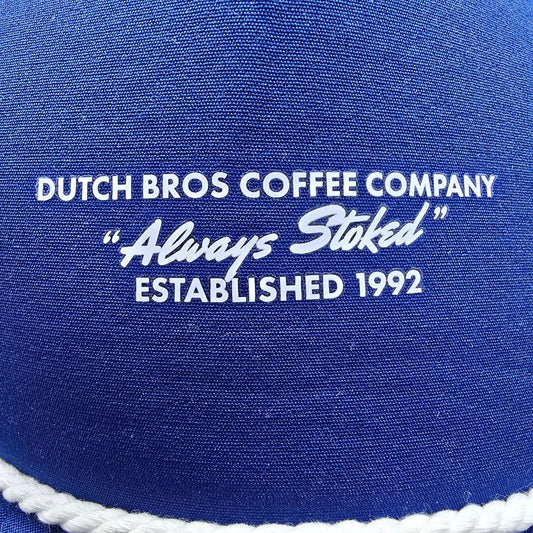 DUTCH BROS COFFEE COMPANY
“Always Stoked”
ESTABLISHED 1992